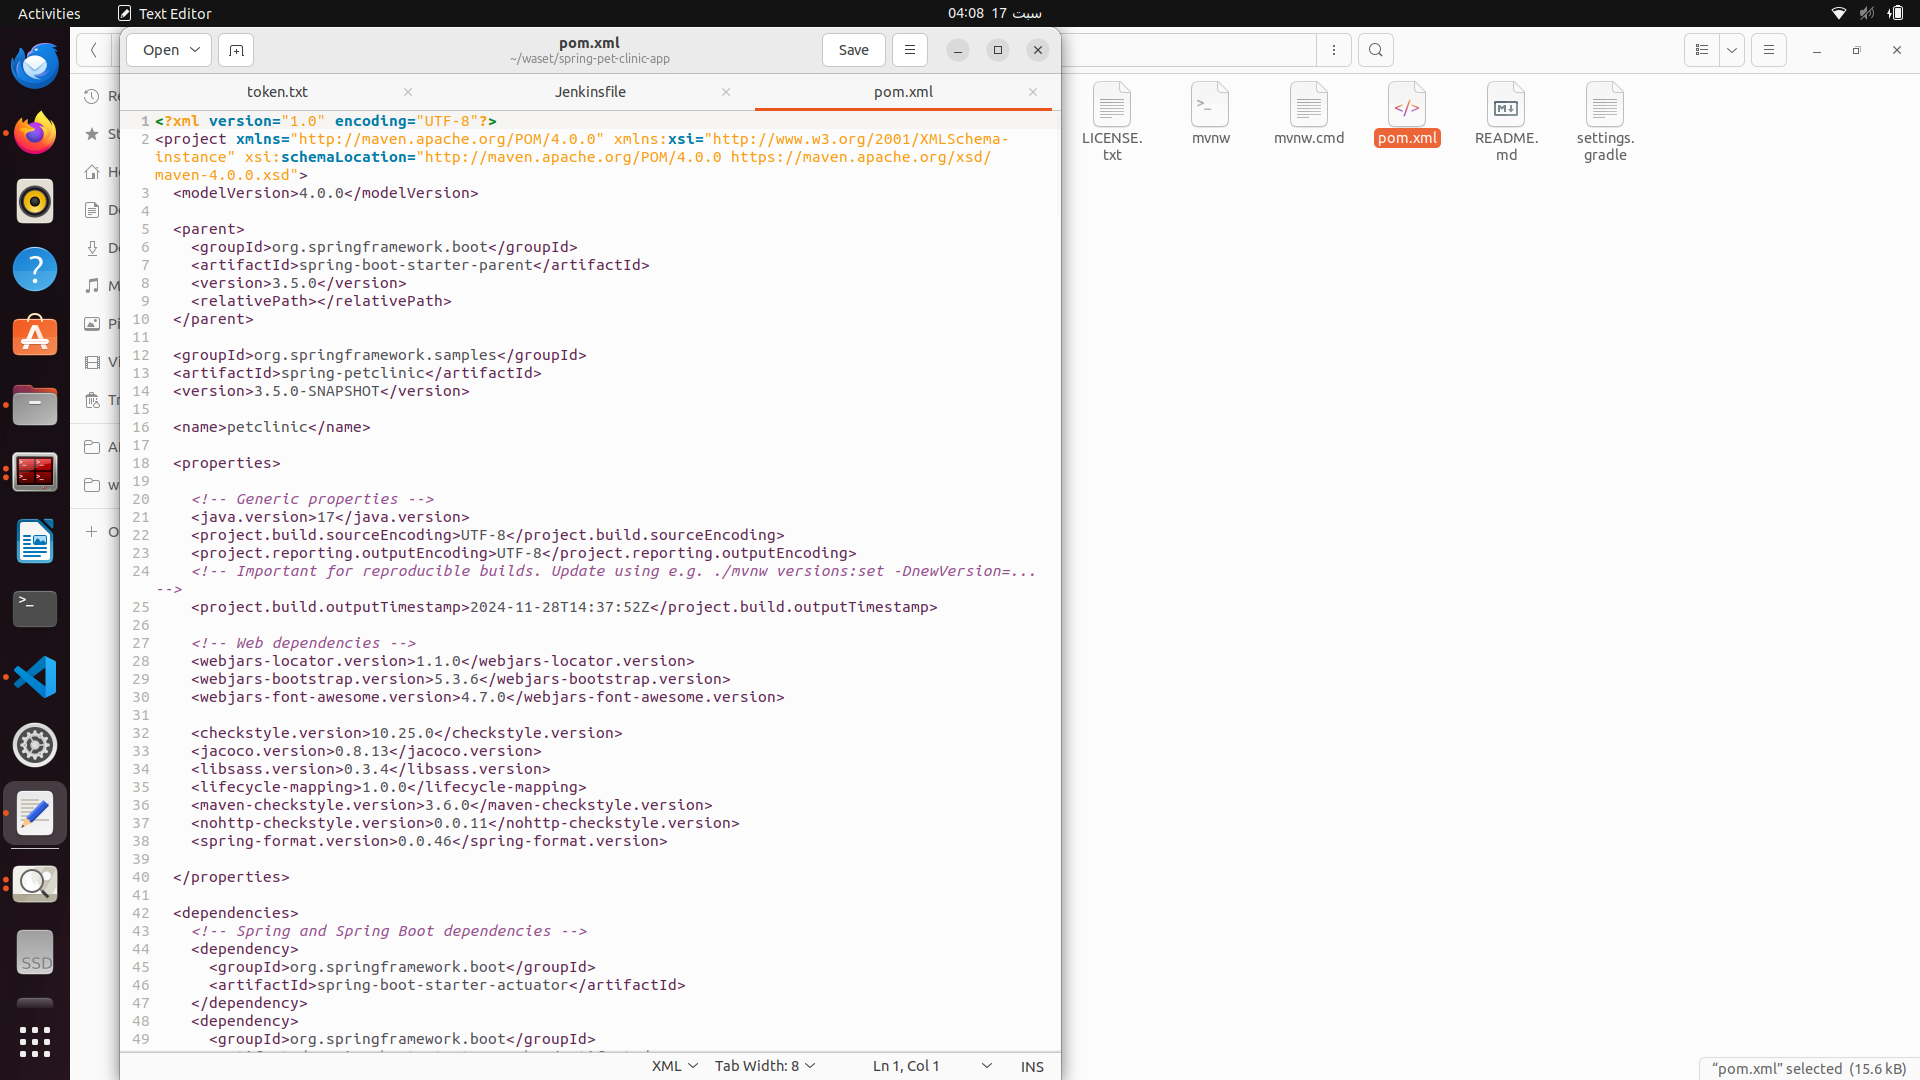 Activities
Text Editor
04:08  17 سبت
Open
pom.xml
~/waset/spring-pet-clinic-app
Save
token.txt
Jenkinsfile
pom.xml
1 <?xml version="1.0" encoding="UTF-8"?>
2 <project xmlns="http://maven.apache.org/POM/4.0.0" xmlns:xsi="http://www.w3.org/2001/XMLSchema-
instance" xsi:schemaLocation="http://maven.apache.org/POM/4.0.0 https://maven.apache.org/xsd/
maven-4.0.0.xsd">
3   <modelVersion>4.0.0</modelVersion>
4
5   <parent>
6     <groupId>org.springframework.boot</groupId>
7     <artifactId>spring-boot-starter-parent</artifactId>
8     <version>3.5.0</version>
9     <relativePath></relativePath>
10   </parent>
11
12   <groupId>org.springframework.samples</groupId>
13   <artifactId>spring-petclinic</artifactId>
14   <version>3.5.0-SNAPSHOT</version>
15
16   <name>petclinic</name>
17
18   <properties>
19
20     <!-- Generic properties -->
21     <java.version>17</java.version>
22     <project.build.sourceEncoding>UTF-8</project.build.sourceEncoding>
23     <project.reporting.outputEncoding>UTF-8</project.reporting.outputEncoding>
24     <!-- Important for reproducible builds. Update using e.g. ./mvnw versions:set -DnewVersion=...
-->
25     <project.build.outputTimestamp>2024-11-28T14:37:52Z</project.build.outputTimestamp>
26
27     <!-- Web dependencies -->
28     <webjars-locator.version>1.1.0</webjars-locator.version>
29     <webjars-bootstrap.version>5.3.6</webjars-bootstrap.version>
30     <webjars-font-awesome.version>4.7.0</webjars-font-awesome.version>
31
32     <checkstyle.version>10.25.0</checkstyle.version>
33     <jacoco.version>0.8.13</jacoco.version>
34     <libsass.version>0.3.4</libsass.version>
35     <lifecycle-mapping>1.0.0</lifecycle-mapping>
36     <maven-checkstyle.version>3.6.0</maven-checkstyle.version>
37     <nohttp-checkstyle.version>0.0.11</nohttp-checkstyle.version>
38     <spring-format.version>0.0.46</spring-format.version>
39
40   </properties>
41
42   <dependencies>
43     <!-- Spring and Spring Boot dependencies -->
44     <dependency>
45       <groupId>org.springframework.boot</groupId>
46       <artifactId>spring-boot-starter-actuator</artifactId>
47     </dependency>
48     <dependency>
49       <groupId>org.springframework.boot</groupId>
XML
Tab Width: 8
Ln 1, Col 1
INS
LICENSE.
txt
mvnw
mvnw.cmd
pom.xml
README.
md
settings.
gradle
SSD
“pom.xml” selected (15.6 kB)